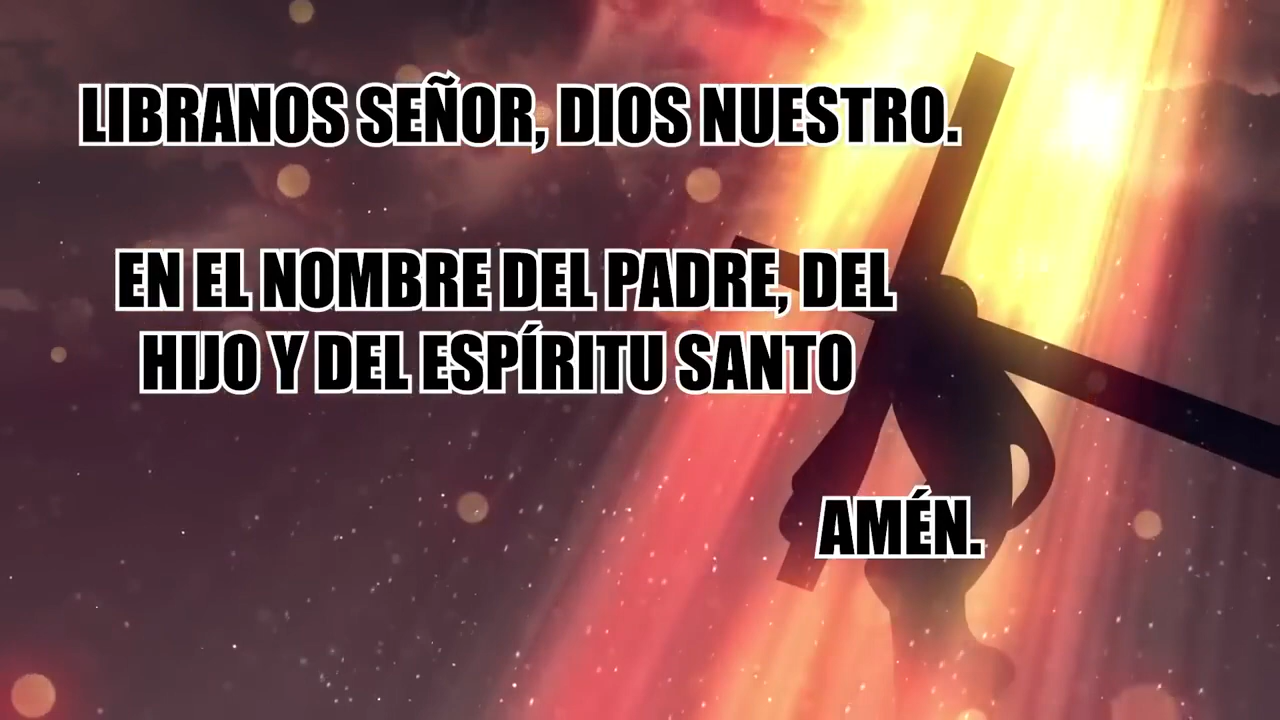 LIBRANOS SEÑOR, DIOS NUESTRO.
EN EL NOMBRE DEL PADRE, DEL
HIJO Y DEL ESPÍRITU SANTO
AMÉN.